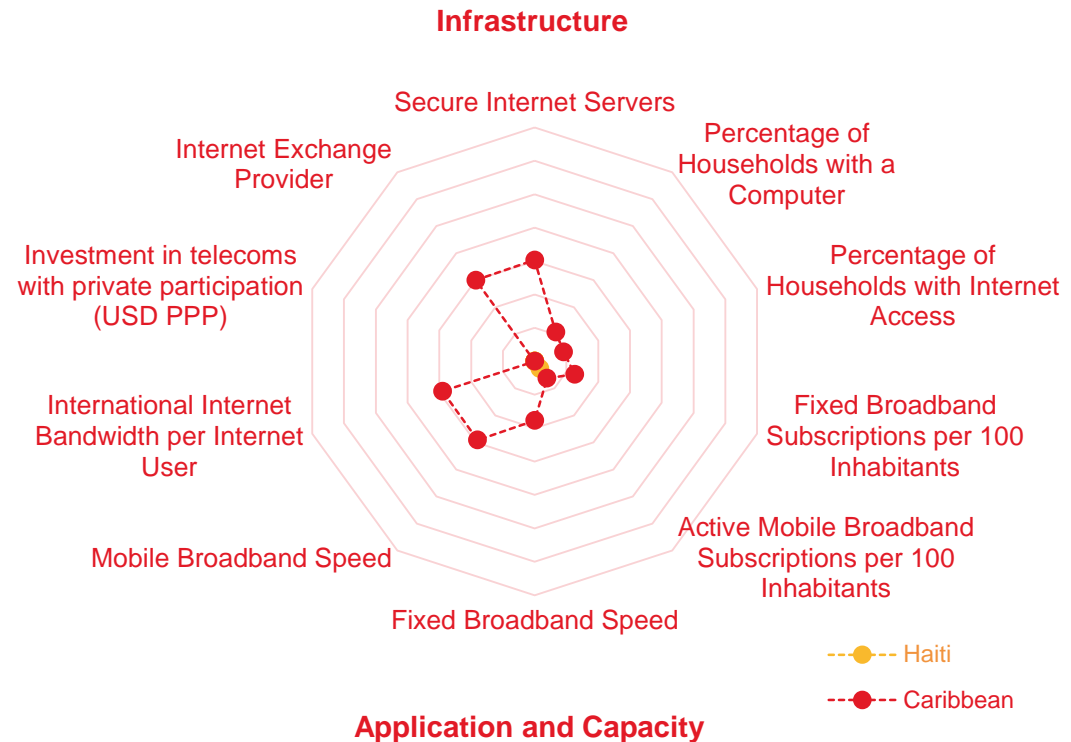 Infrastructure
Secure Internet Servers
Percentage of
Households with a
Computer
Percentage of
Households with Internet
Access
Fixed Broadband
Subscriptions per 100
Inhabitants
Active Mobile Broadband
Subscriptions per 100
Inhabitants
Fixed Broadband Speed
Mobile Broadband Speed
International Internet
Bandwidth per Internet
User
Investment in telecoms
with private participation
(USD PPP)
Internet Exchange
Provider
Haiti
Caribbean
Application and Capacity